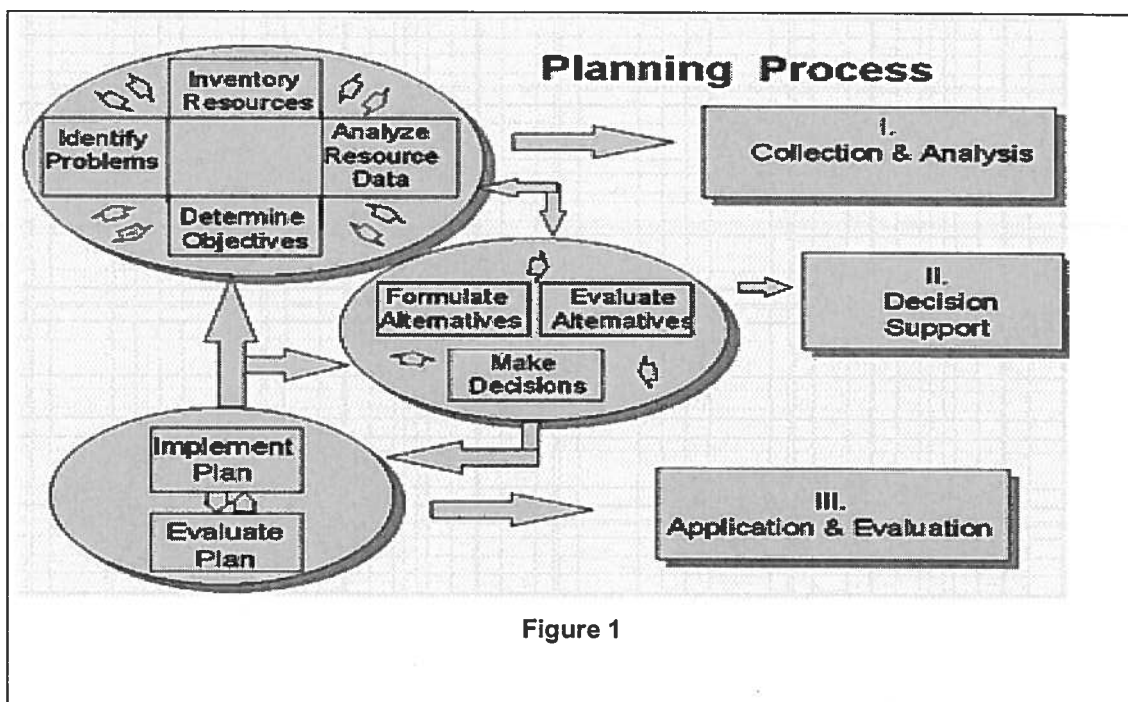 Planning Process
Inventory
Resources
Identify
Problems
Analyze
Resource
Data
Determine
Objectives
I.
Collection & Analysis
Formulate
Alternatives
Evaluate
Alternatives
Make
Decisions
II.
Decision
Support
Implement
Plan
Evaluate
Plan
III.
Application & Evaluation
Figure 1